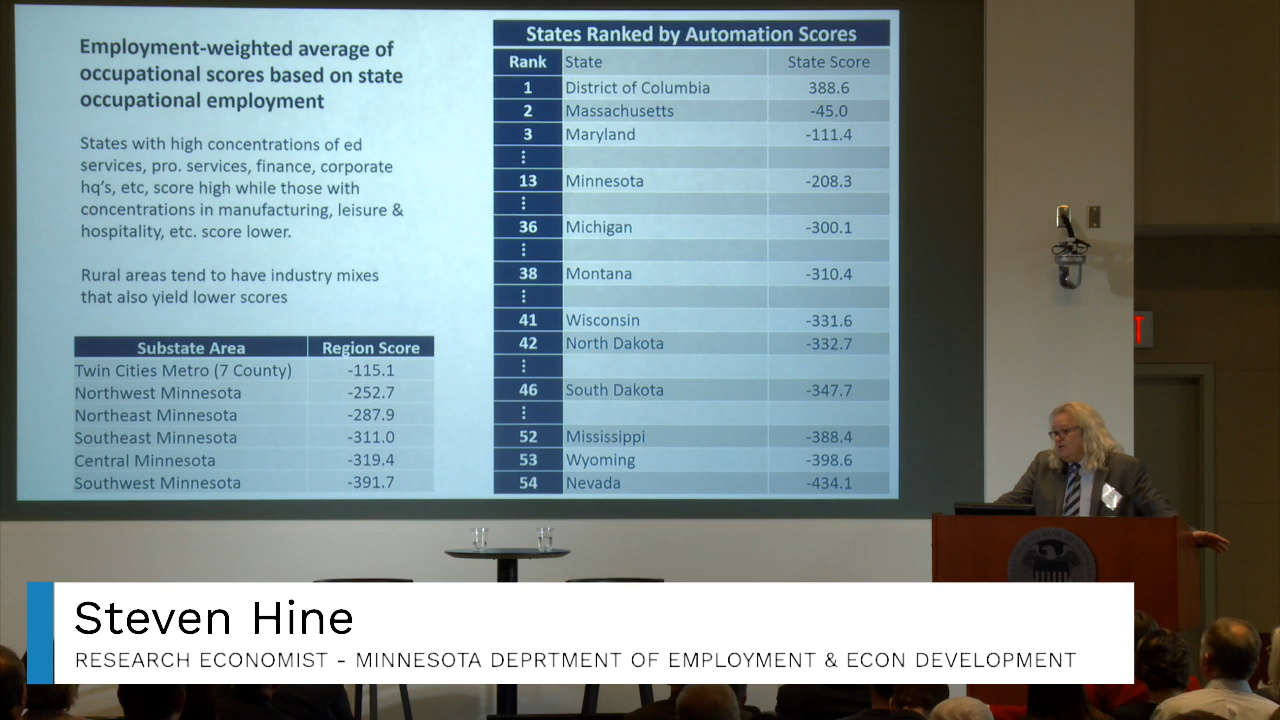 Employment-weighted average of
occupational scores based on state
occupational employment
States with high concentrations of ed
services, pro. services, finance, corporate
hq's, etc, score high while those with
concentrations in manufacturing, leisure &
hospitality, etc. score lower.
Rural areas tend to have industry mixes
that also yield lower scores
Substate Area Region Score
Twin Cities Metro (7 County) -115.1
Northwest Minnesota -252.7
Northeast Minnesota -287.9
Southeast Minnesota -311.0
Central Minnesota -319.4
Southwest Minnesota -391.7
States Ranked by Automation Scores
Rank State State Score
1 District of Columbia 388.6
2 Massachusetts -45.0
3 Maryland -111.4
⋮
13 Minnesota -208.3
⋮
36 Michigan -300.1
⋮
38 Montana -310.4
⋮
41 Wisconsin -331.6
42 North Dakota -332.7
⋮
46 South Dakota -347.7
⋮
52 Mississippi -388.4
53 Wyoming -398.6
54 Nevada -434.1
Steven Hine
RESEARCH ECONOMIST - MINNESOTA DEPRTMENT OF EMPLOYMENT & ECON DEVELOPMENT